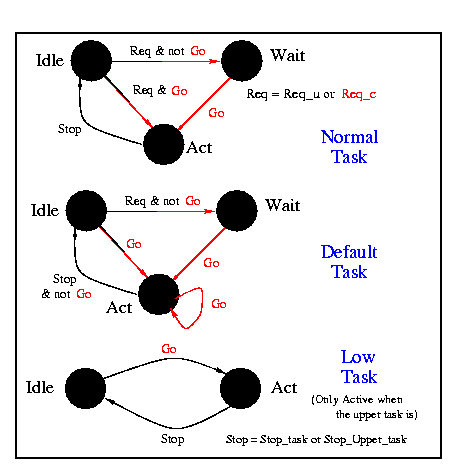 Idle
Req & not Go
Wait
Req & Go
Go
Req = Req_u or Req_c
Stop
Act
Normal
Task
Idle
Req & not Go
Wait
Go
Go
Default
Task
Stop
& not Go
Act
Go
Go
Low
Task
Idle
Act
(Only Active when
the uppet task is)
Stop
Stop = Stop_task or Stop_Uppet_task